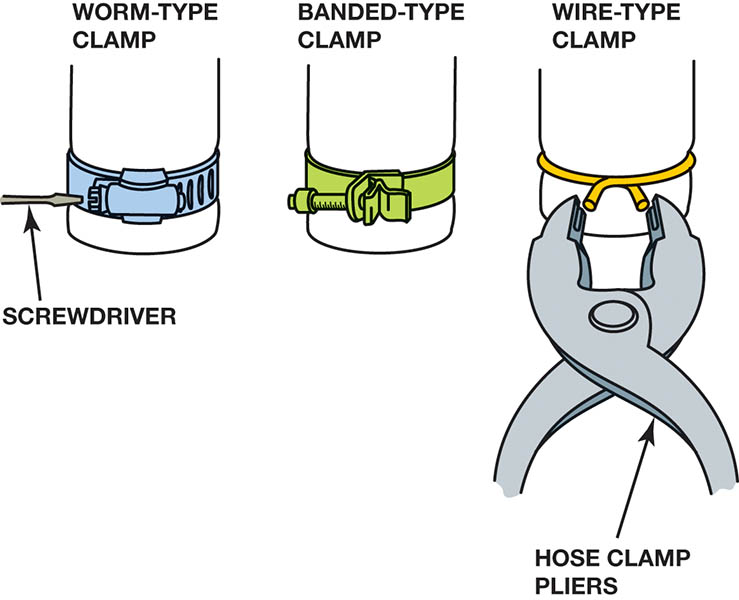 WORM-TYPE
CLAMP
BANDED-TYPE
CLAMP
WIRE-TYPE
CLAMP
SCREWDRIVER
HOSE CLAMP
PLIERS